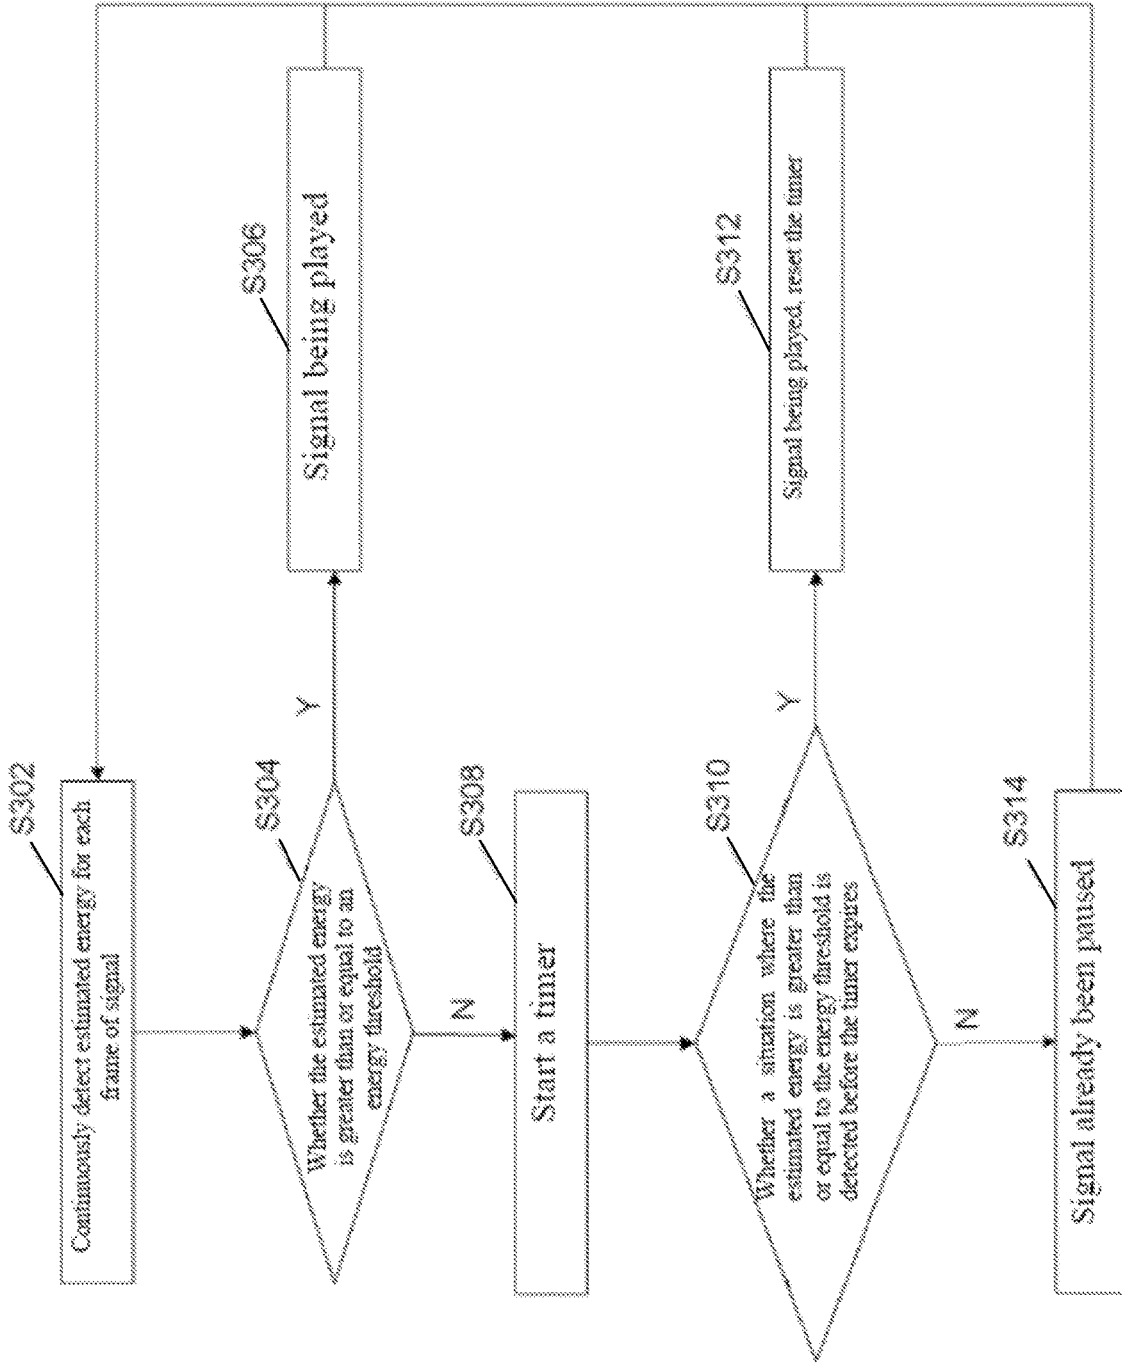 S302
Continuously detect estimated energy for each
frame of signal
S304
Whether the estimated energy
is greater than or equal to an
energy threshold
Y
S306
Signal being played
N
S308
Start a timer
S310
Whether a situation where the
estimated energy is greater than
or equal to the energy threshold is
detected before the timer expires
Y
S312
Signal being played, reset the timer
N
S314
Signal already been paused